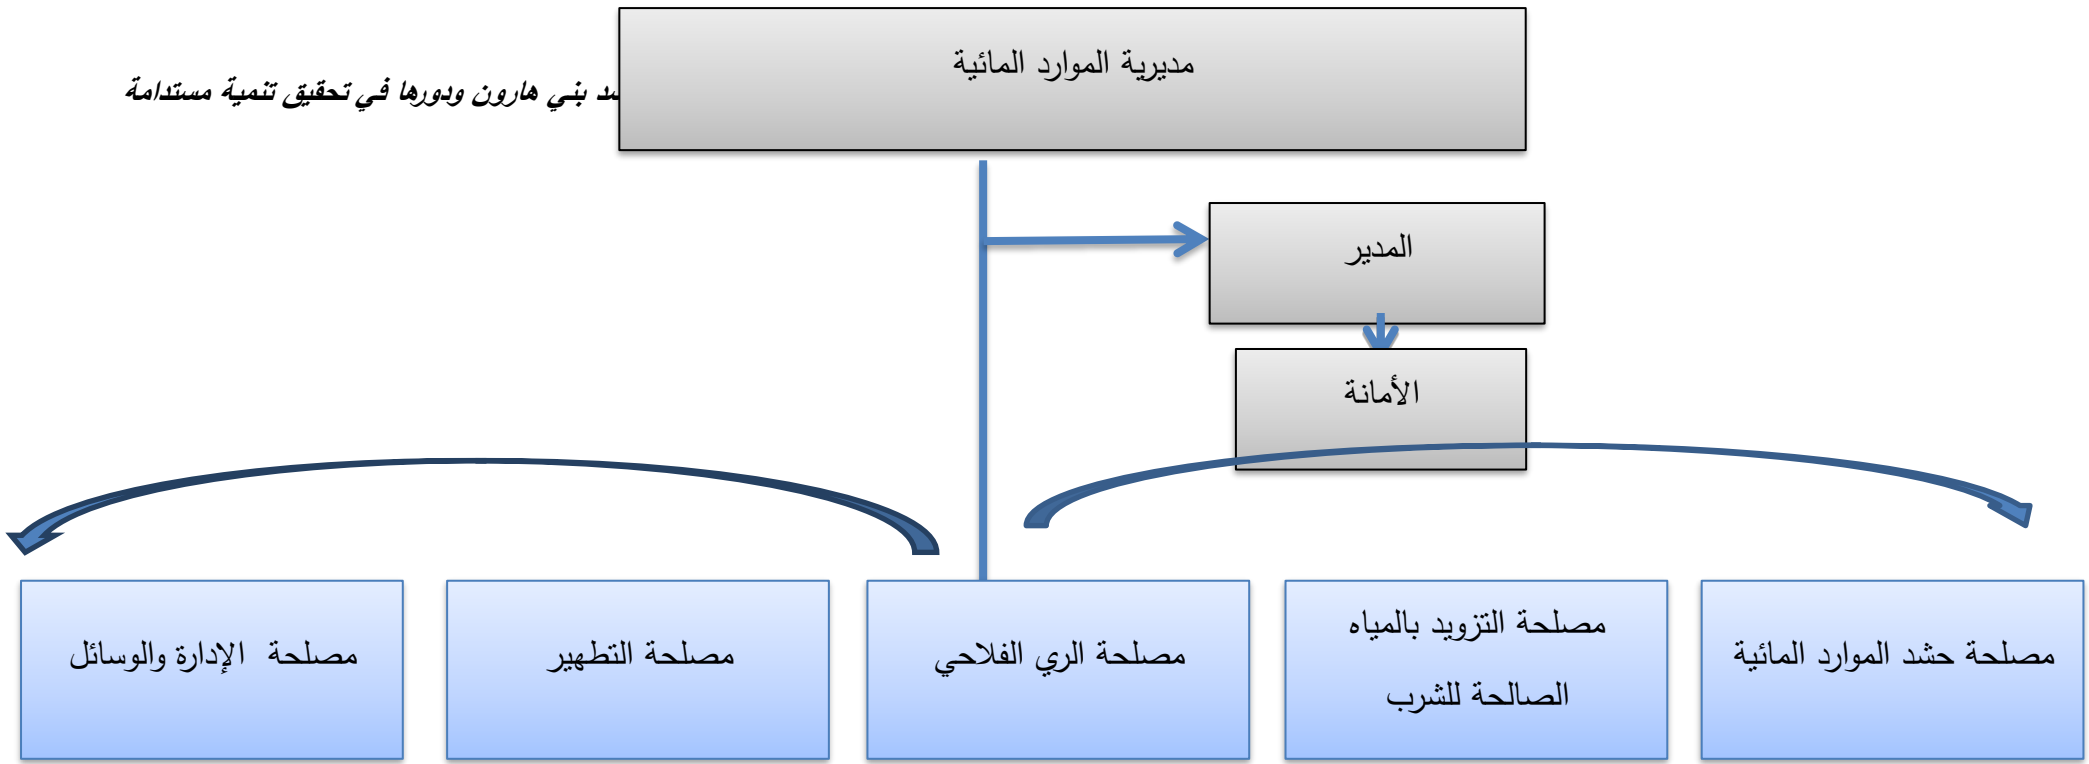 مديرية الموارد المائية
بني هارون ودورها في تحقيق تنمية مستدامة
المدير
الأمانة
مصلحة حشد الموارد المائية
مصلحة التزويد بالمياه
الصالحة للشرب
مصلحة الري الفلاحي
مصلحة التطهير
مصلحة الإدارة والوسائل